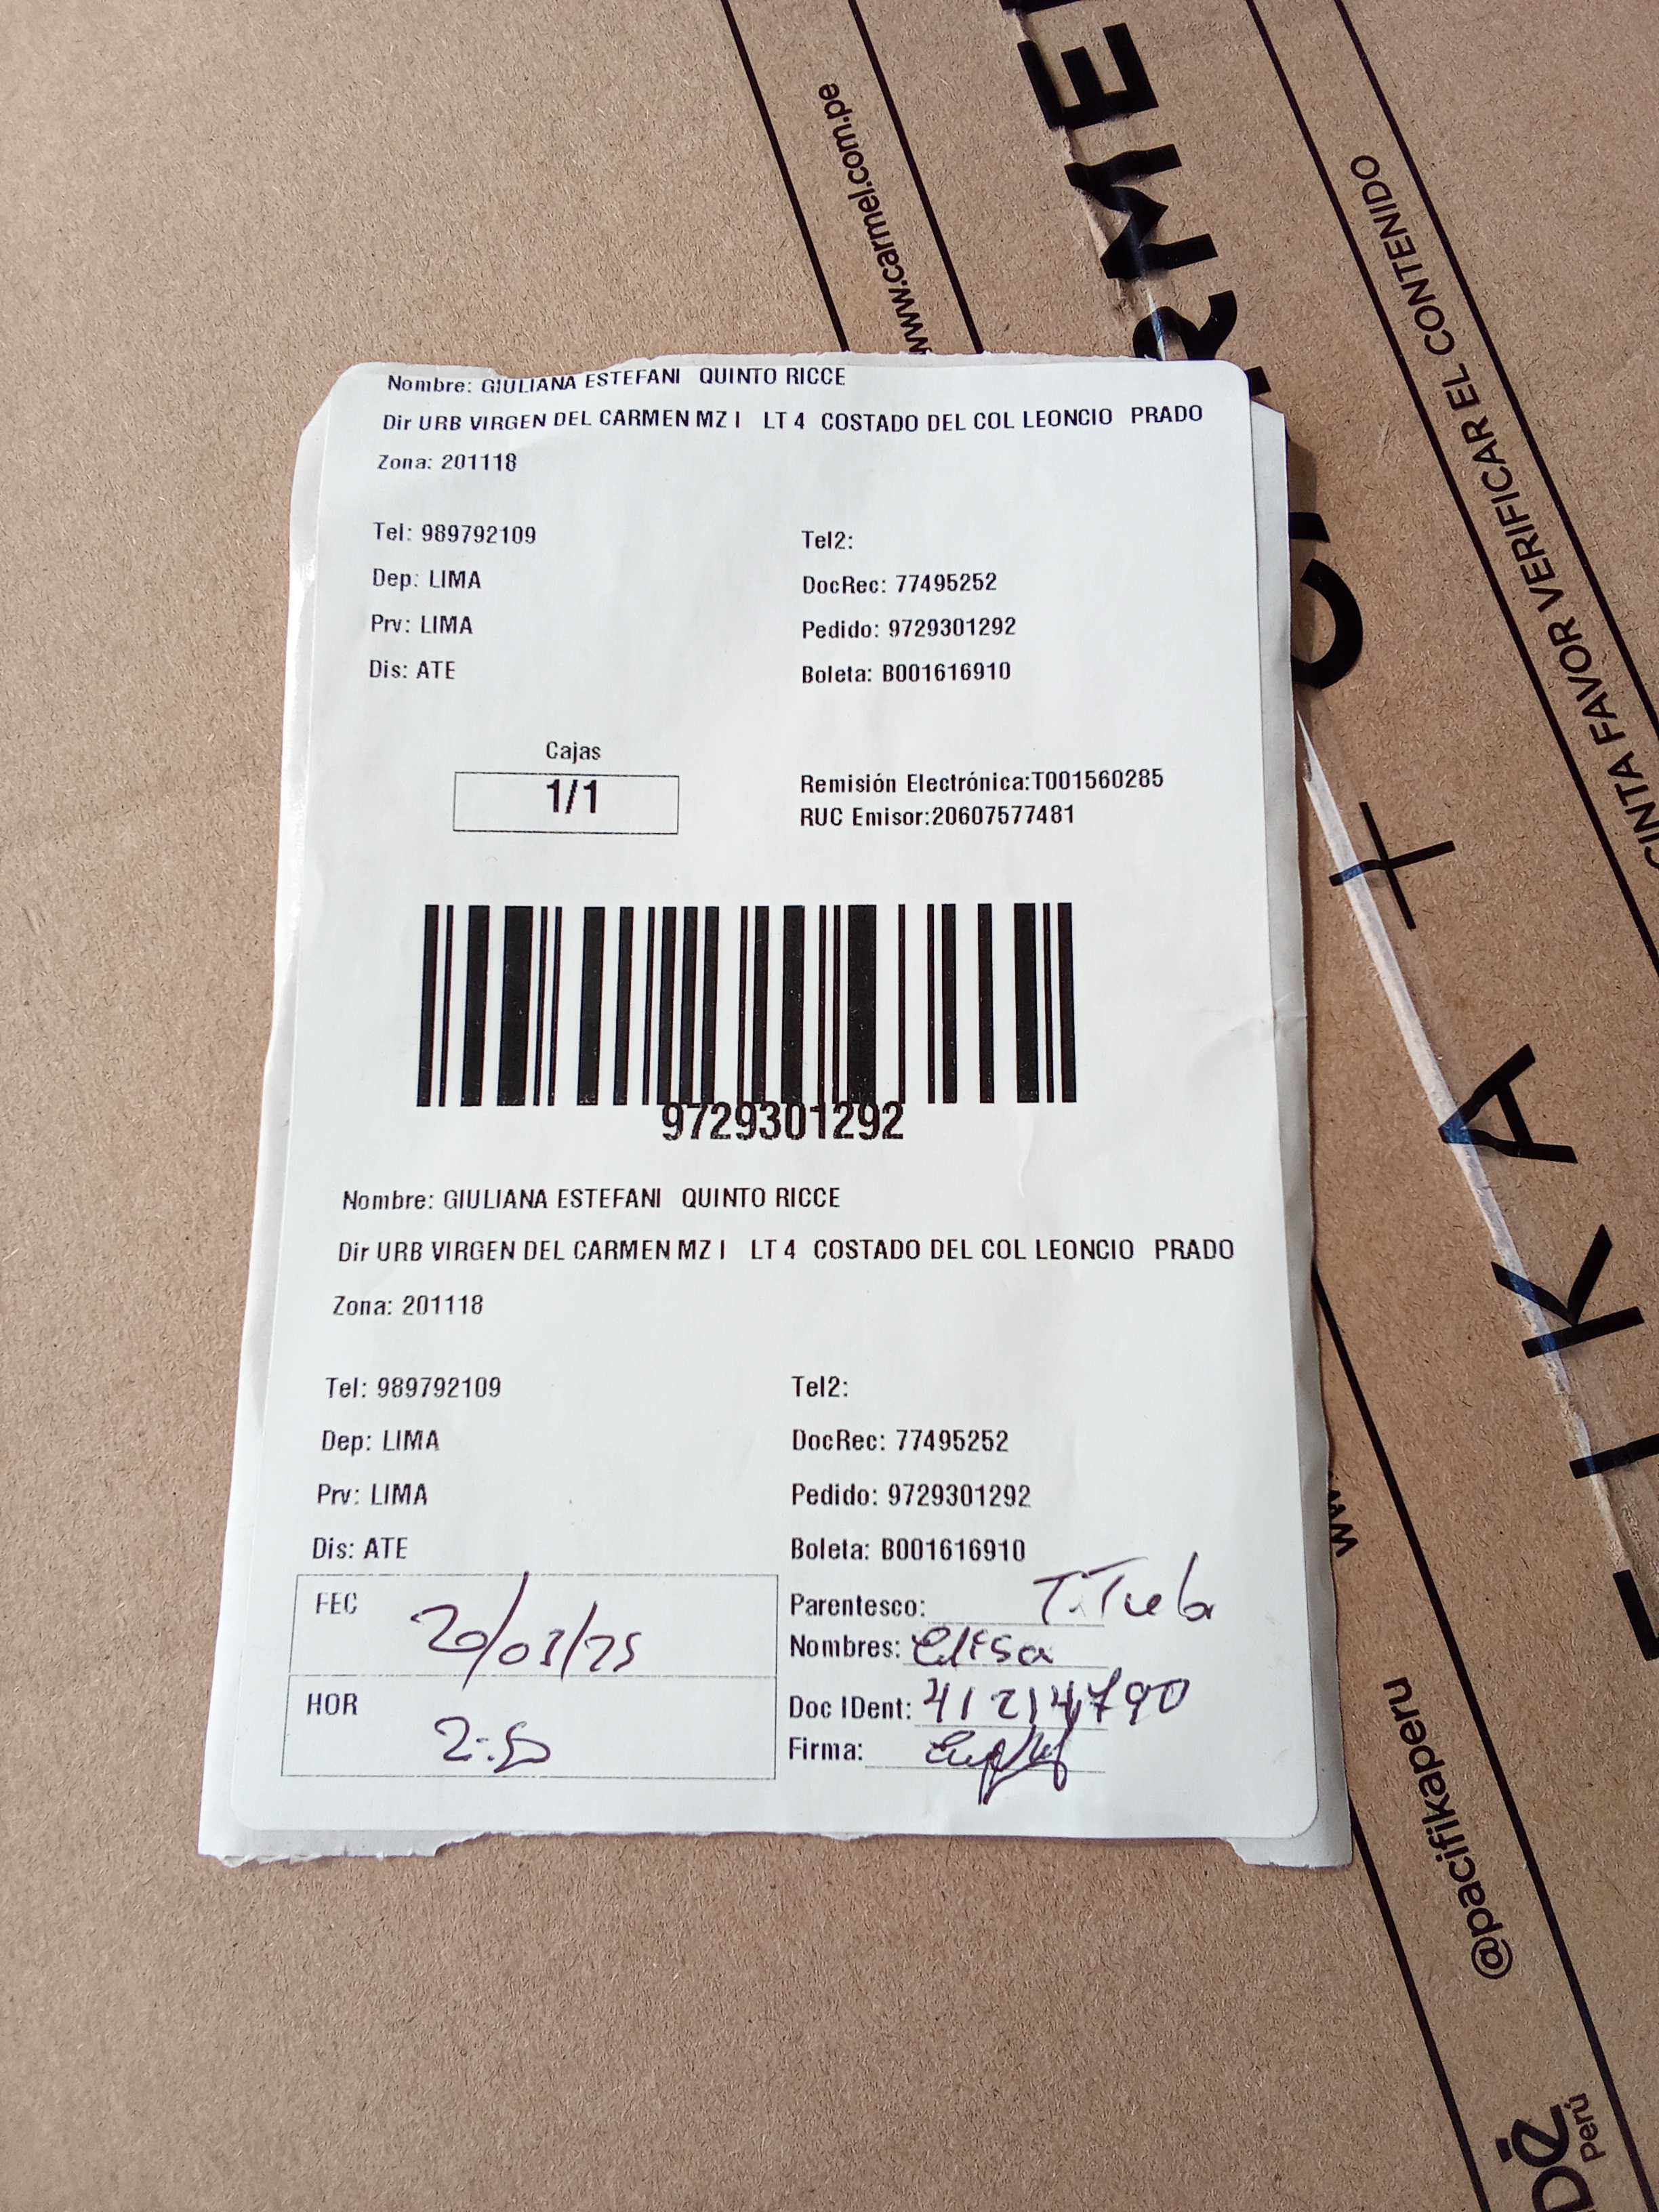 www.carmel.com.pe
CINTA FAVOR VERIFICAR EL CONTENIDO
Nombre: GIULIANA ESTEFANI QUINTO RICCE
Dir URB VIRGEN DEL CARMEN MZ I LT 4 COSTADO DEL COL LEONCIO PRADO
Zona: 201118
Tel: 989792109 Tel2:
Dep: LIMA DocRec: 77495252
Prv: LIMA Pedido: 9729301292
Dis: ATE Boleta: B001616910
Cajas
1/1
Remisión Electrónica:T001560285
RUC Emisor:20607577481
9729301292
Nombre: GIULIANA ESTEFANI QUINTO RICCE
Dir URB VIRGEN DEL CARMEN MZ I LT 4 COSTADO DEL COL LEONCIO PRADO
Zona: 201118
Tel: 989792109 Tel2:
Dep: LIMA DocRec: 77495252
Prv: LIMA Pedido: 9729301292
Dis: ATE Boleta: B001616910
FEC 20/03/25
HOR 2:50
Parentesco:
Nombres: Elisa
Doc IDent: 41214790
Firma:
@pacifikaperu
Perú